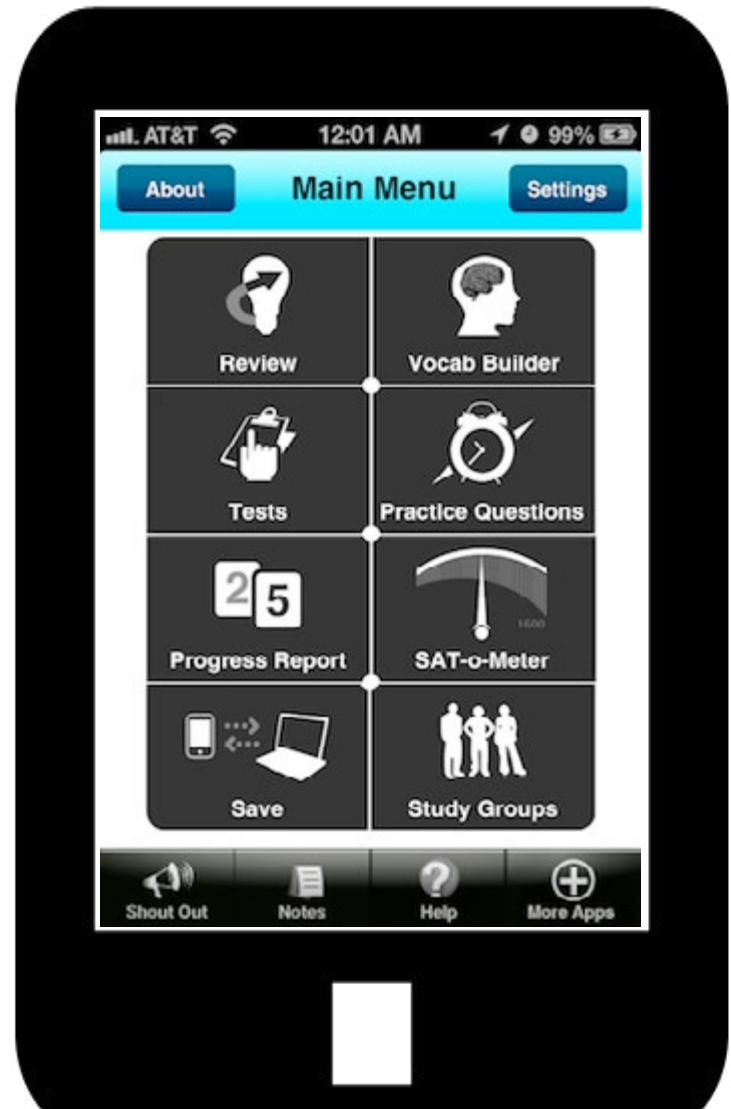 AT&T 12:01 AM 99%
About Main Menu Settings
Review Vocab Builder
Tests Practice Questions
2 5
1600
Progress Report SAT-o-Meter
Save Study Groups
Shout Out Notes Help More Apps